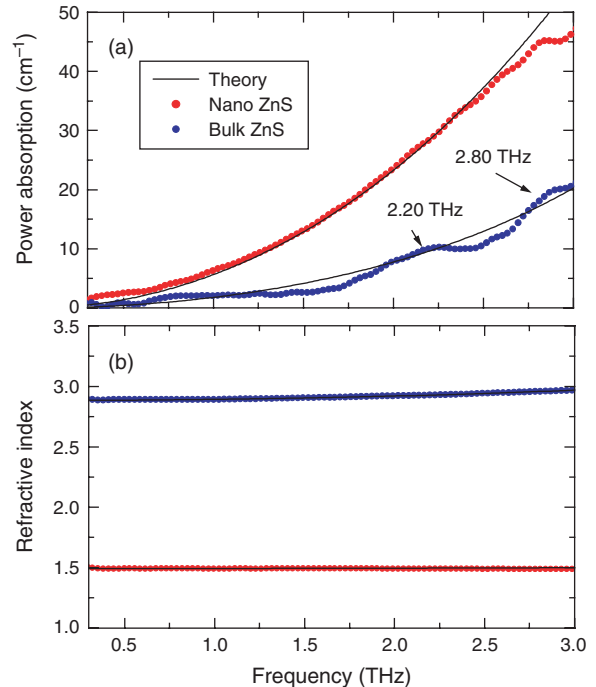 50
40
30
20
10
0
Power absorption (cm⁻¹)
(a)
Theory
Nano ZnS
Bulk ZnS
2.80 THz
2.20 THz
3.5
3.0
2.5
2.0
1.5
1.0
Refractive index
(b)
0.5 1.0 1.5 2.0 2.5 3.0
Frequency (THz)